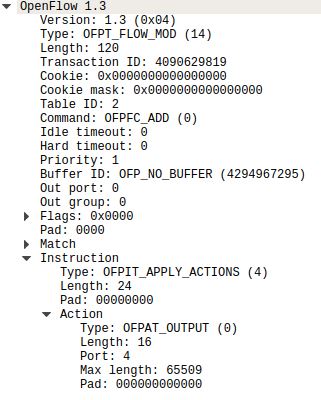 OpenFlow 1.3
Version: 1.3 (0x04)
Type: OFPT_FLOW_MOD (14)
Length: 120
Transaction ID: 4090629819
Cookie: 0x0000000000000000
Cookie mask: 0x0000000000000000
Table ID: 2
Command: OFPFC_ADD (0)
Idle timeout: 0
Hard timeout: 0
Priority: 1
Buffer ID: OFP_NO_BUFFER (4294967295)
Out port: 0
Out group: 0
Flags: 0x0000
Pad: 0000
Match
Instruction
Type: OFPIT_APPLY_ACTIONS (4)
Length: 24
Pad: 00000000
Action
Type: OFPAT_OUTPUT (0)
Length: 16
Port: 4
Max length: 65509
Pad: 000000000000